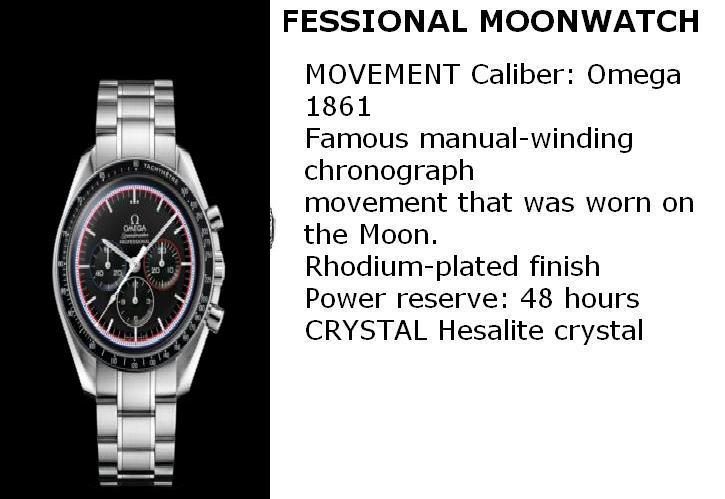 FESSIONAL MOONWATCH
MOVEMENT Caliber: Omega
1861
Famous manual-winding
chronograph
movement that was worn on
the Moon.
Rhodium-plated finish
Power reserve: 48 hours
CRYSTAL Hesalite crystal
TACHYMETRE
Ω
OMEGA
Speedmaster
PROFESSIONAL